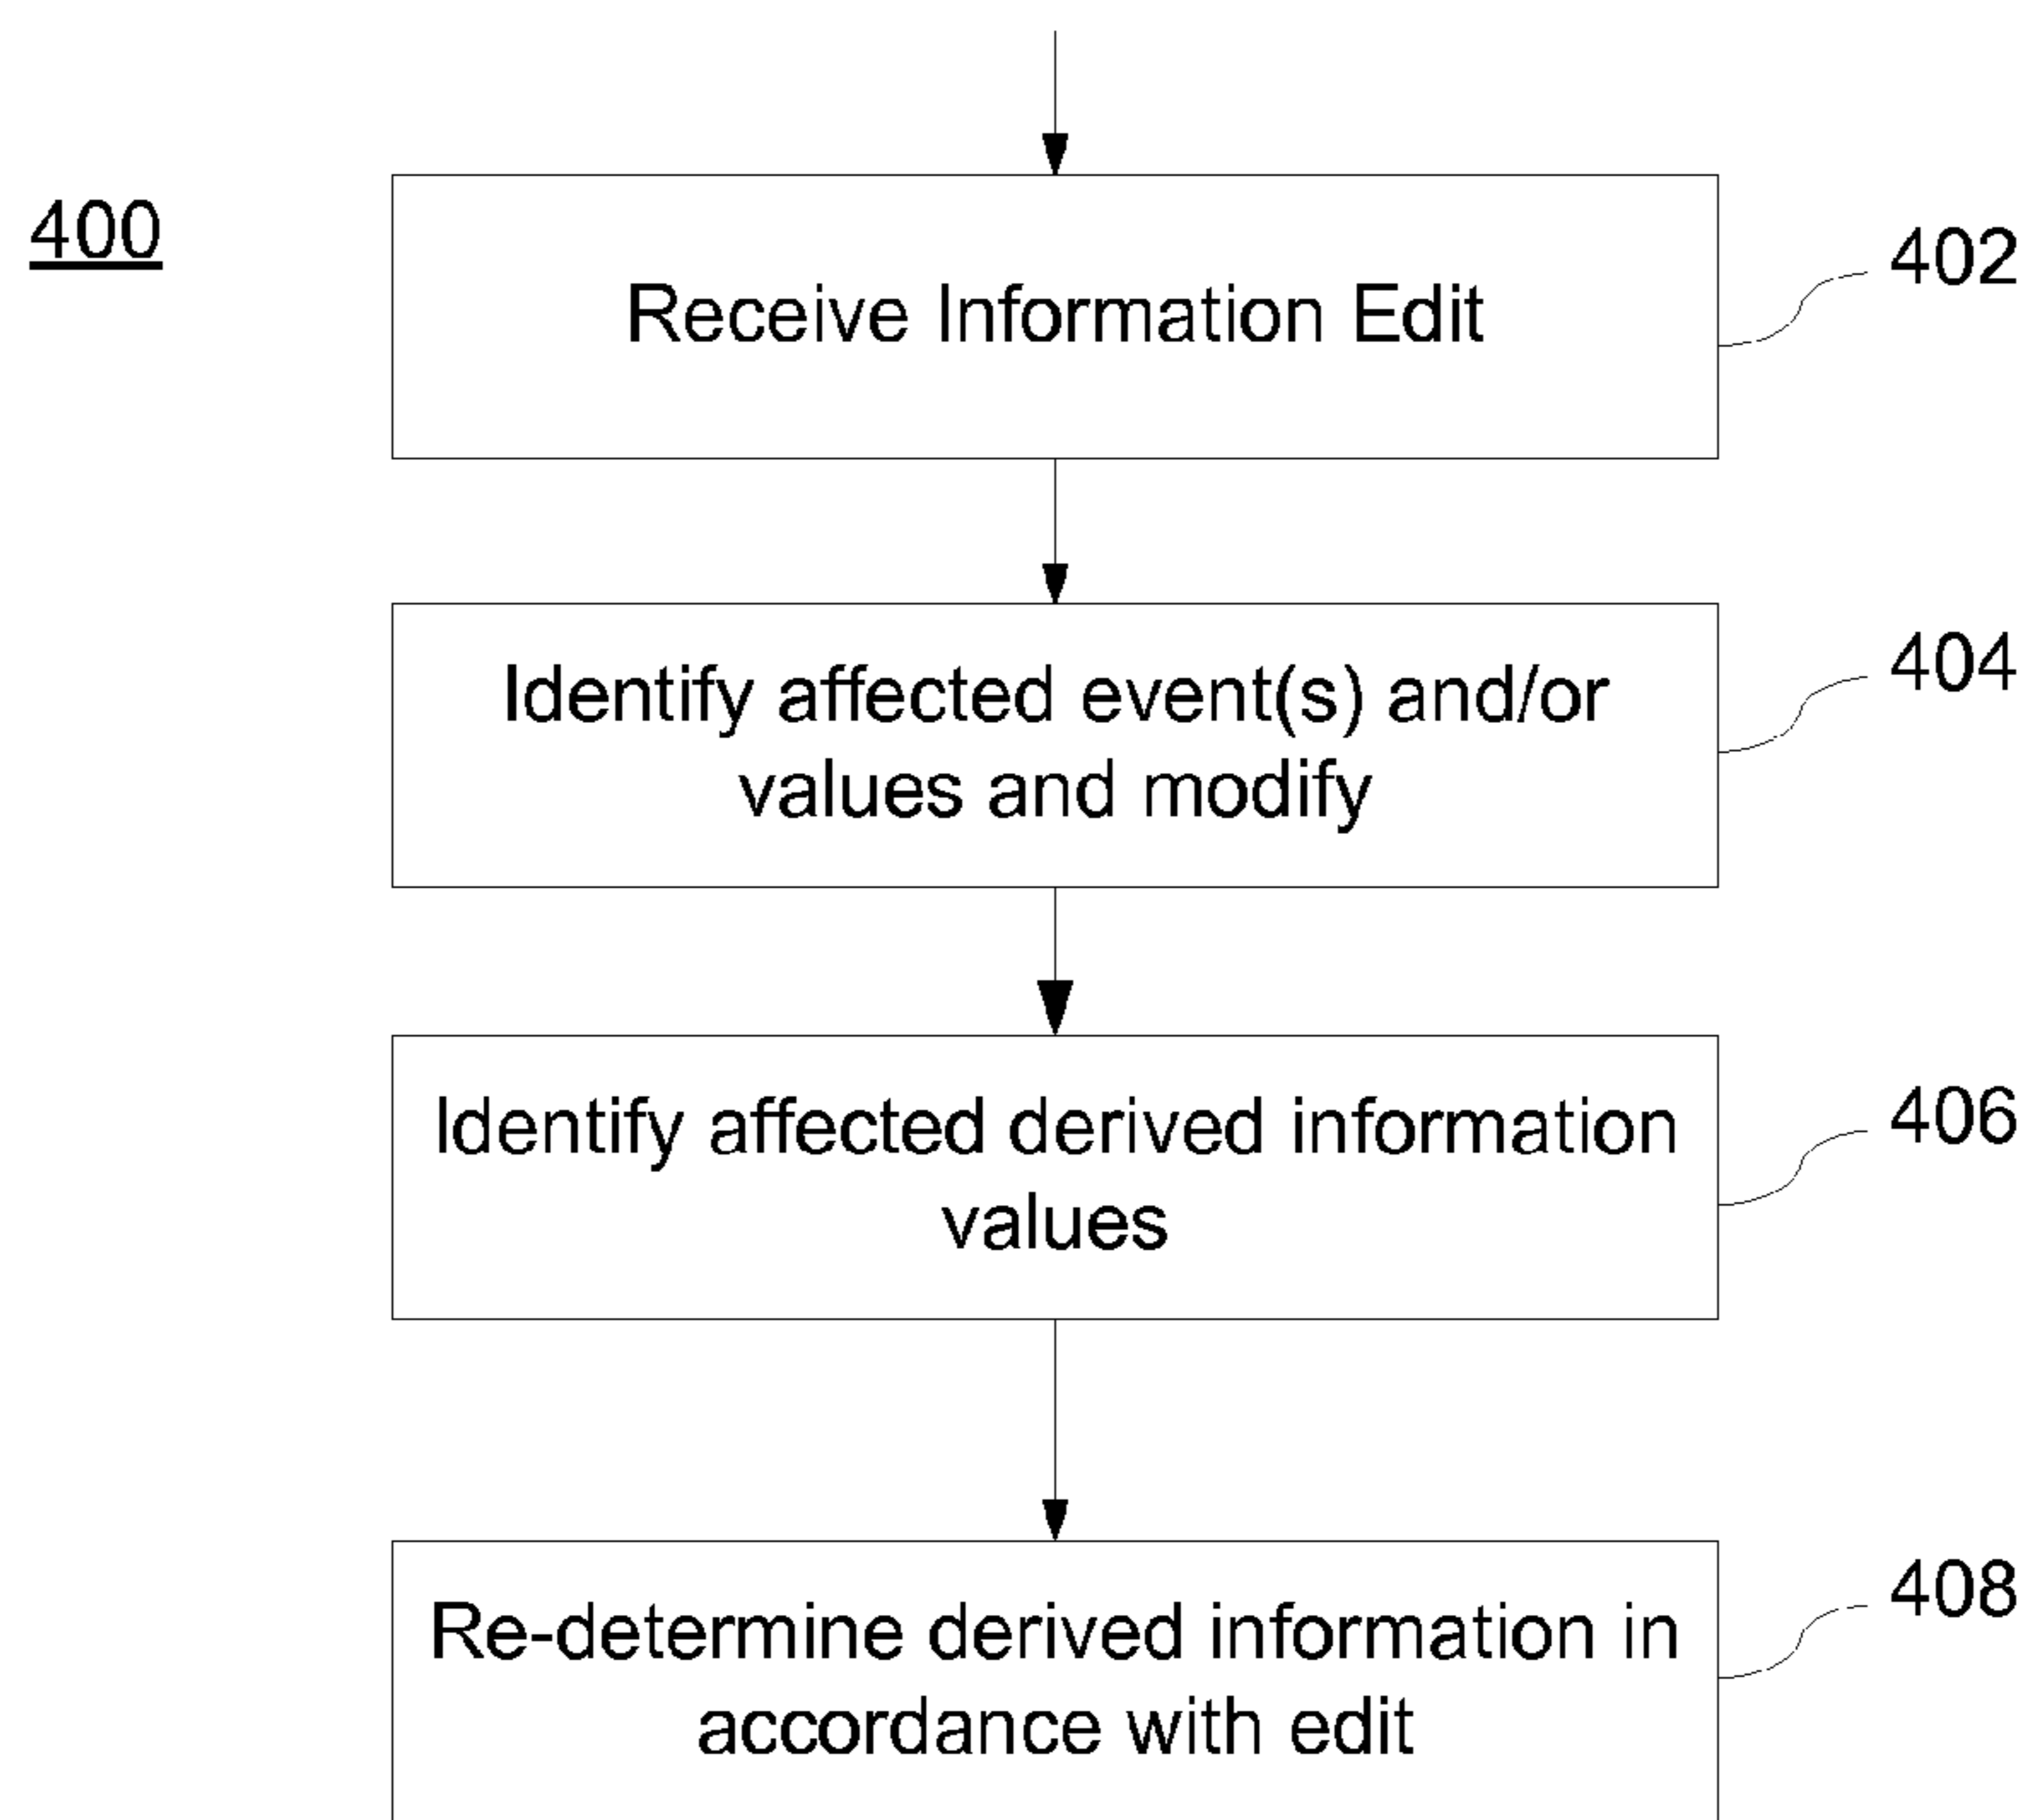 400
Receive Information Edit
402
Identify affected event(s) and/or
values and modify
404
Identify affected derived information
values
406
Re-determine derived information in
accordance with edit
408